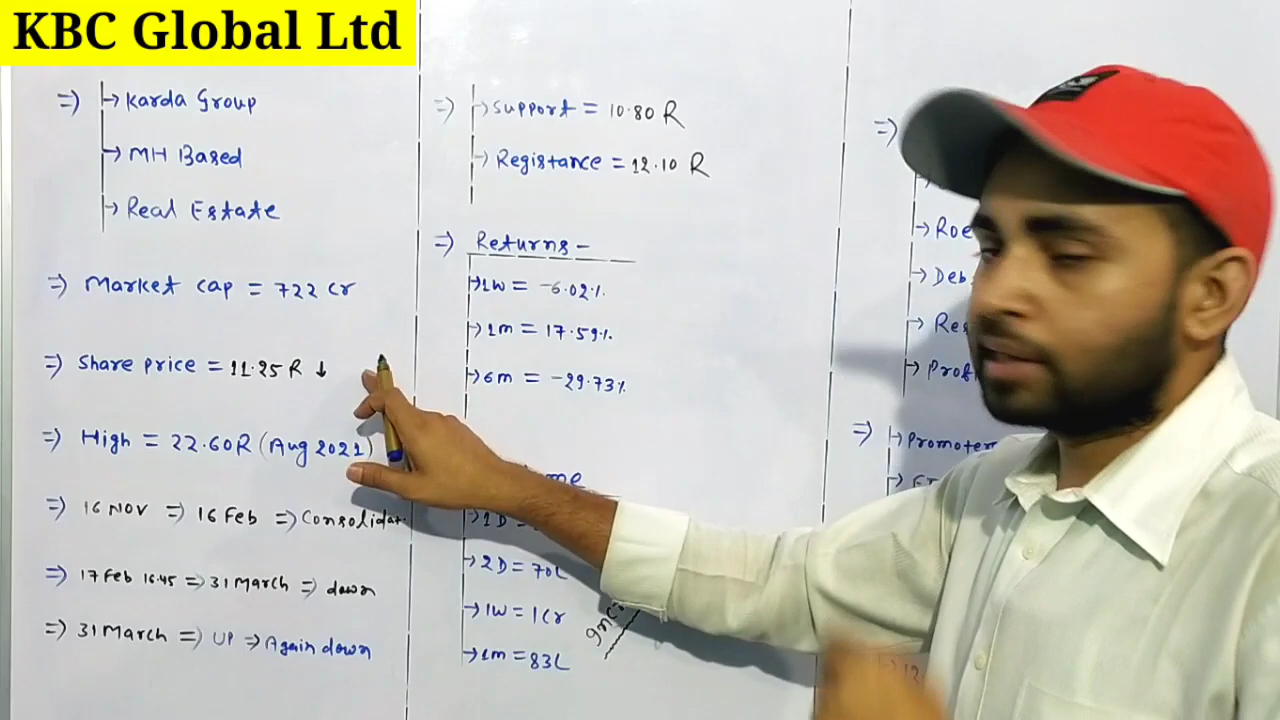 KBC Global Ltd
⇒ → Karda Group
→ MH Based
→ Real Estate
⇒ Market cap = 722 cr
⇒ Share price = 11.25 R ↓
⇒ High = 22.60R (Aug 2021)
⇒ 16 Nov ⇒ 16 Feb ⇒ Consolidat
⇒ 17 Feb 16.45 ⇒ 31 March ⇒ down
⇒ 31 March ⇒ UP ⇒ Again down
⇒ → Support = 10.80 R
→ Registance = 12.10 R
⇒ Returns -
→ 1W = -6.02%
→ 1m = 17.59%
→ 6m = -29.73%
→ 1D =
→ 2D = 70L
→ 1W = 1Cr
→ 1m = 83L
⇒
→ Roe
→ Deb
→ Res
→ Prof
⇒ → Promoter
→